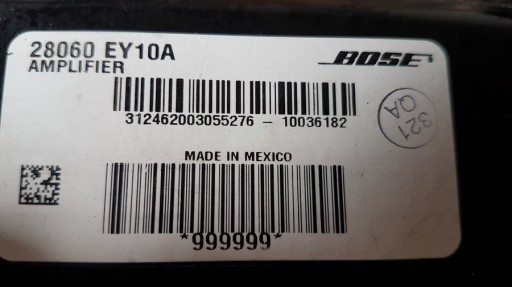 28060 EY10A
BOSE®
AMPLIFIER
312462003055276 - 10036182
321
QA
MADE IN MEXICO
*999999*